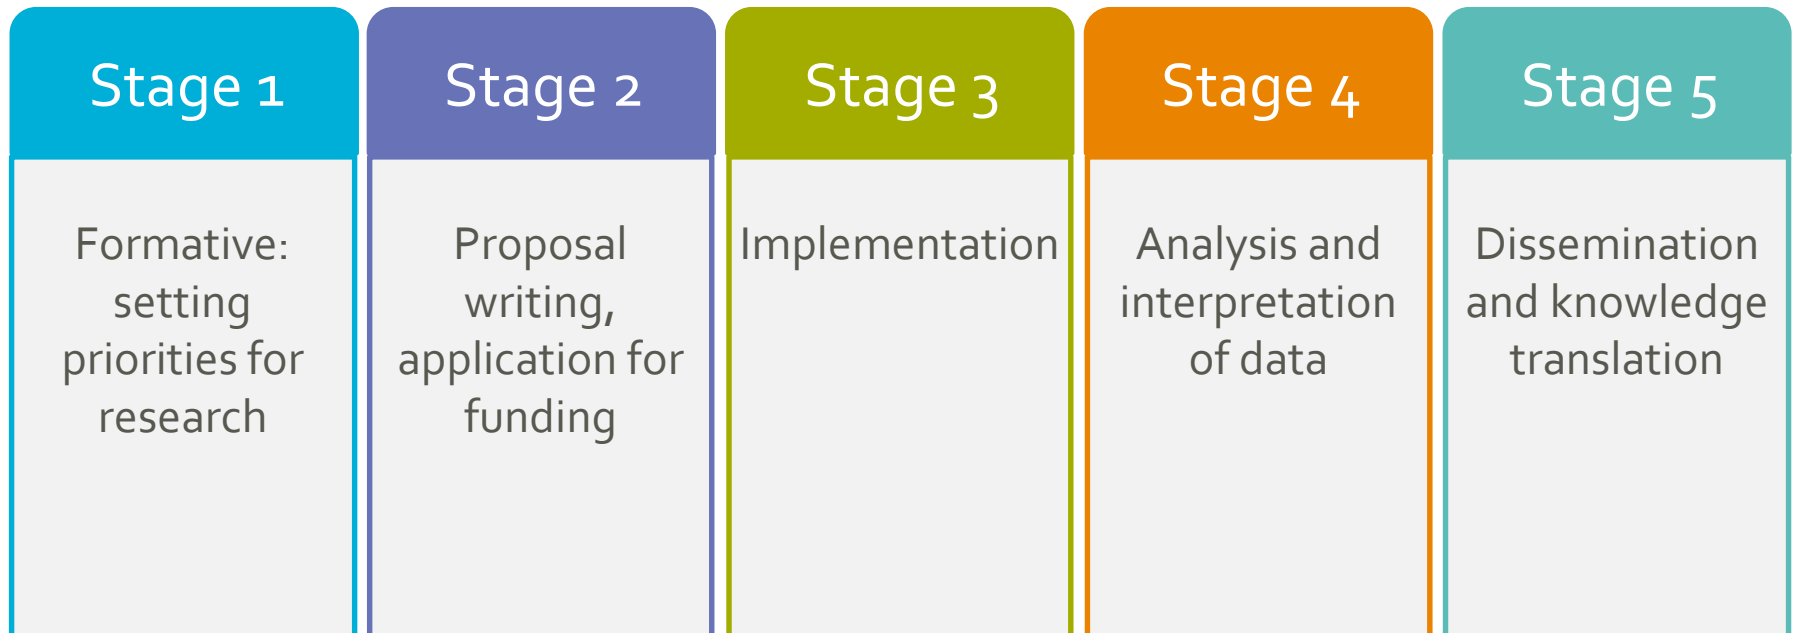 Stage 1
Formative:
setting
priorities for
research
Stage 2
Proposal
writing,
application for
funding
Stage 3
Implementation
Stage 4
Analysis and
interpretation
of data
Stage 5
Dissemination
and knowledge
translation